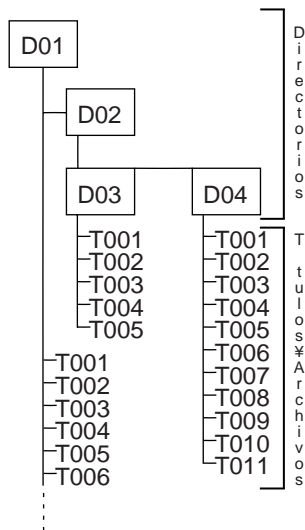 D01
D02
D03
D04
T001
T002
T003
T004
T005
T001
T002
T003
T004
T005
T006
T007
T008
T009
T010
T011
T001
T002
T003
T004
T005
T006
Directorios
T tulos¥Archivos